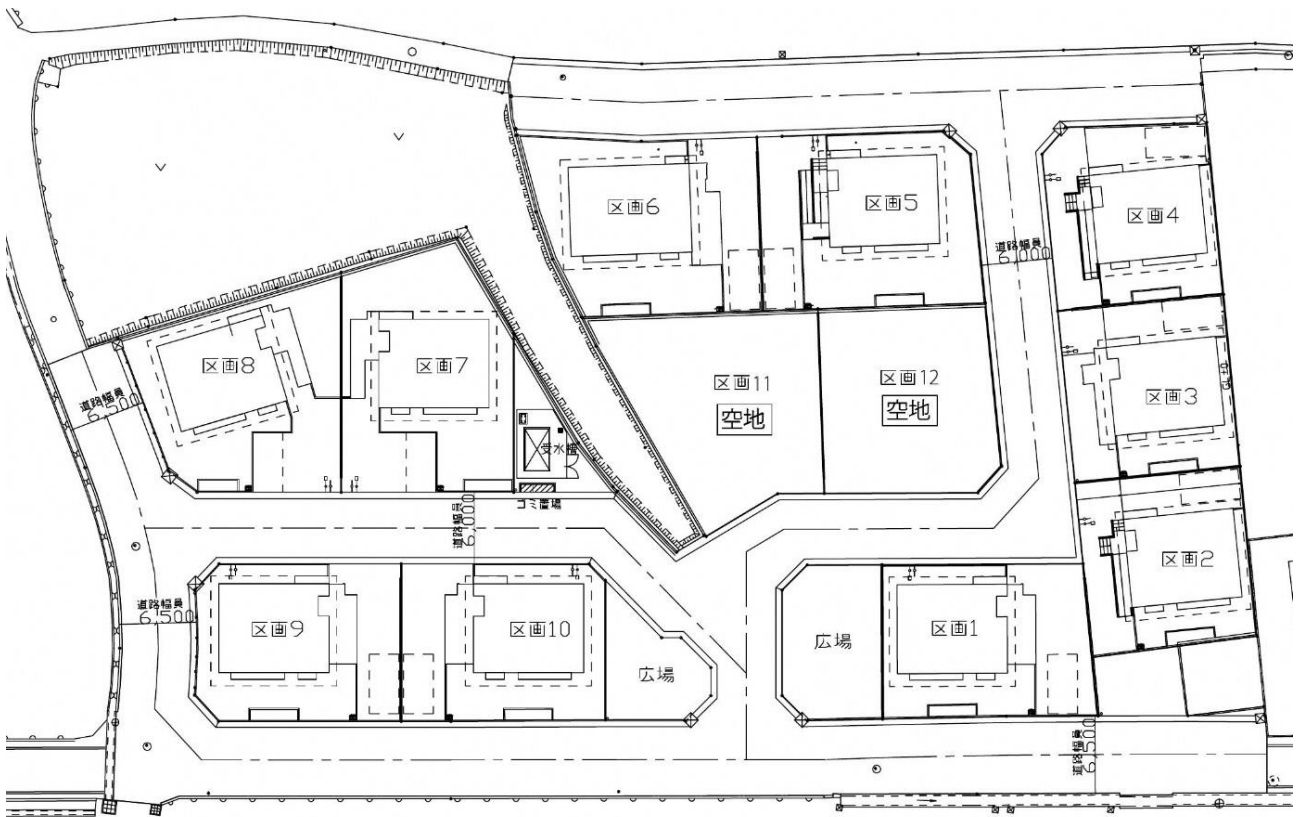 区画6
区画5
区画4
道路幅員
6,000
区画8
区画7
区画11
空地
区画12
空地
区画3
道路幅員
6,500
受水槽
ゴミ置場
道路幅員
6,000
区画2
道路幅員
6,500
区画9
区画10
広場
広場
区画1
道路幅員
6,500